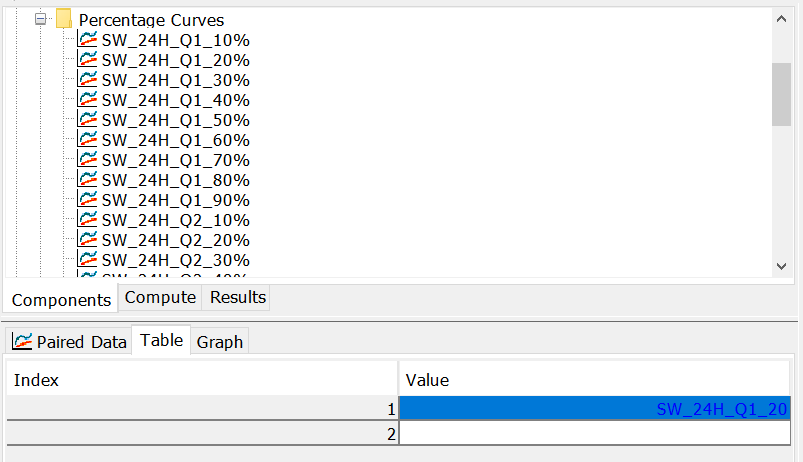 Percentage Curves
SW_24H_Q1_10%
SW_24H_Q1_20%
SW_24H_Q1_30%
SW_24H_Q1_40%
SW_24H_Q1_50%
SW_24H_Q1_60%
SW_24H_Q1_70%
SW_24H_Q1_80%
SW_24H_Q1_90%
SW_24H_Q2_10%
SW_24H_Q2_20%
SW_24H_Q2_30%
Components Compute Results
Paired Data Table Graph
Index Value
1 SW_24H_Q1_20
2